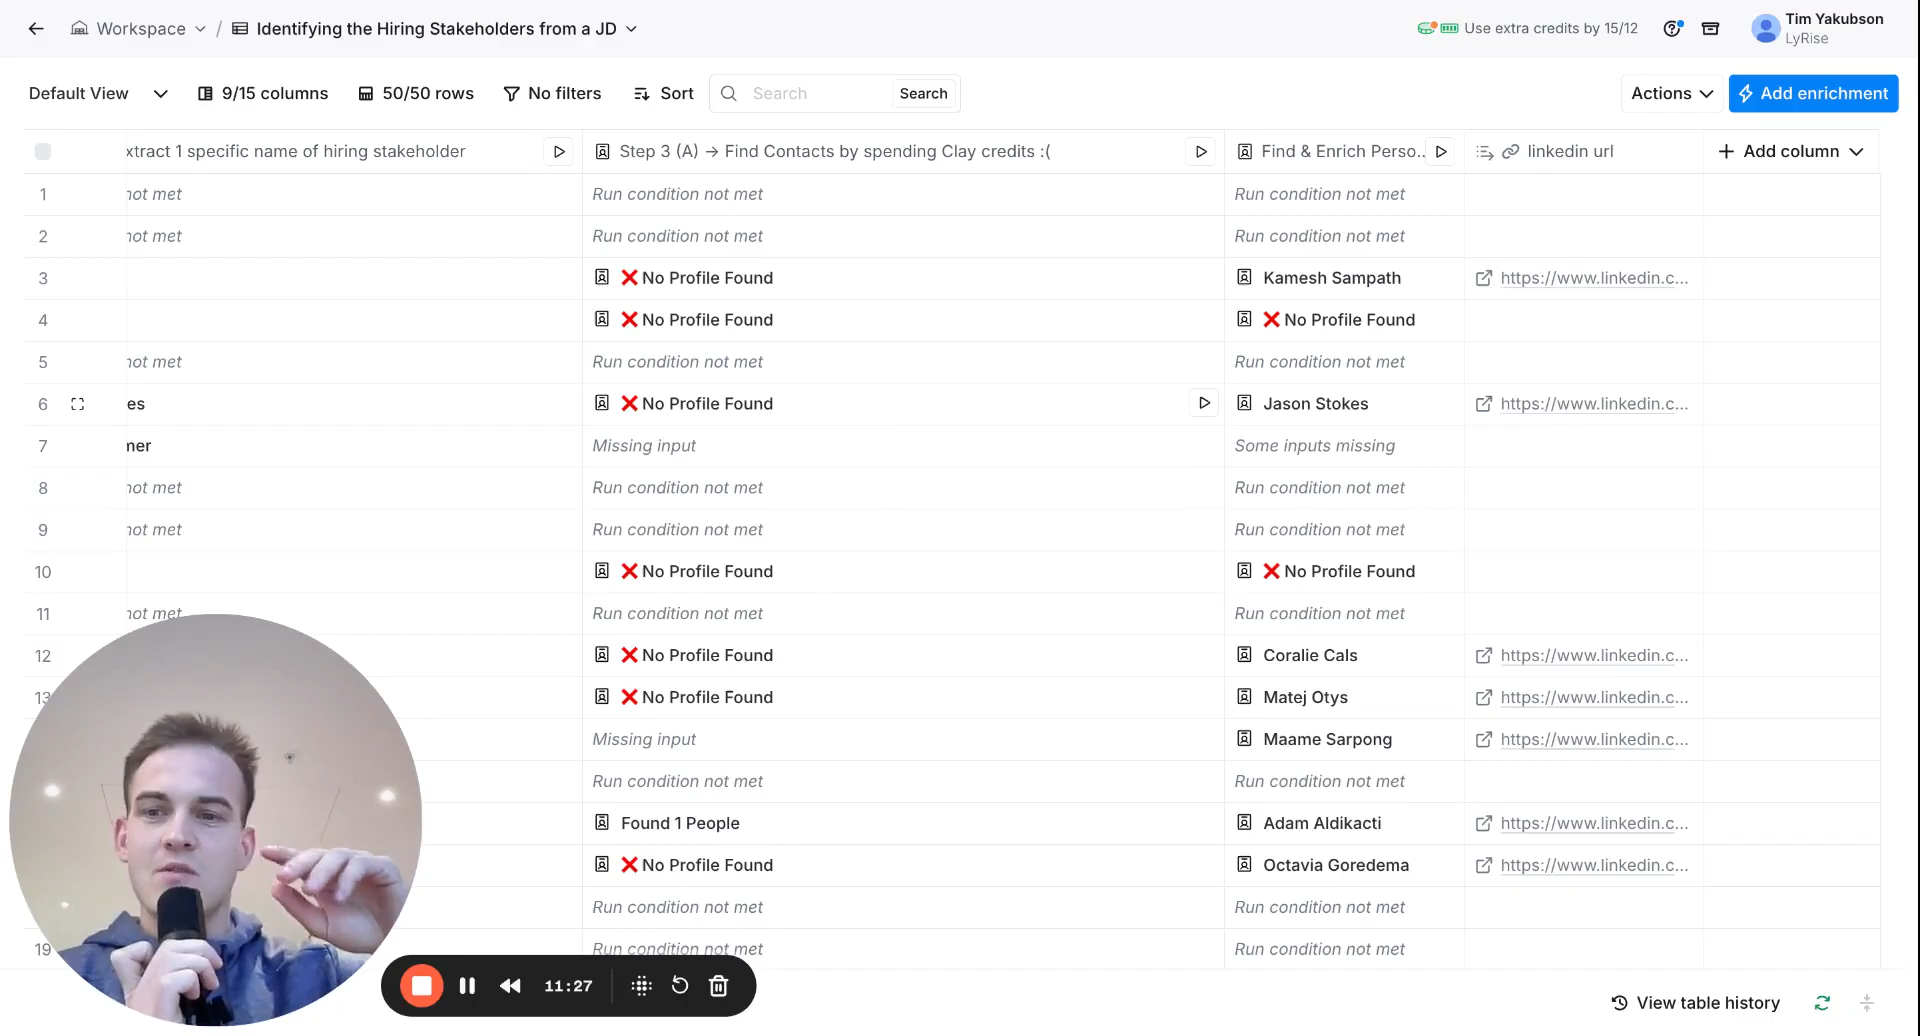 Workspace / Identifying the Hiring Stakeholders from a JD
Use extra credits by 15/12
Tim Yakubson
LyRise
Default View 9/15 columns 50/50 rows No filters Sort Search Search
Actions Add enrichment
xtract 1 specific name of hiring stakeholder Step 3 (A) → Find Contacts by spending Clay credits :( Find & Enrich Perso... linkedin url + Add column
1 not met Run condition not met Run condition not met
2 not met Run condition not met Run condition not met
3 ❌ No Profile Found Kamesh Sampath https://www.linkedin.c...
4 ❌ No Profile Found ❌ No Profile Found
5 not met Run condition not met Run condition not met
6 es ❌ No Profile Found Jason Stokes https://www.linkedin.c...
7 mer Missing input Some inputs missing
8 not met Run condition not met Run condition not met
9 not met Run condition not met Run condition not met
10 ❌ No Profile Found ❌ No Profile Found
11 not met Run condition not met Run condition not met
12 ❌ No Profile Found Coralie Cals https://www.linkedin.c...
13 ❌ No Profile Found Matej Otys https://www.linkedin.c...
Missing input Maame Sarpong https://www.linkedin.c...
Run condition not met Run condition not met
Found 1 People Adam Aldikacti https://www.linkedin.c...
❌ No Profile Found Octavia Goredema https://www.linkedin.c...
Run condition not met Run condition not met
19 Run condition not met Run condition not met
11:27
View table history